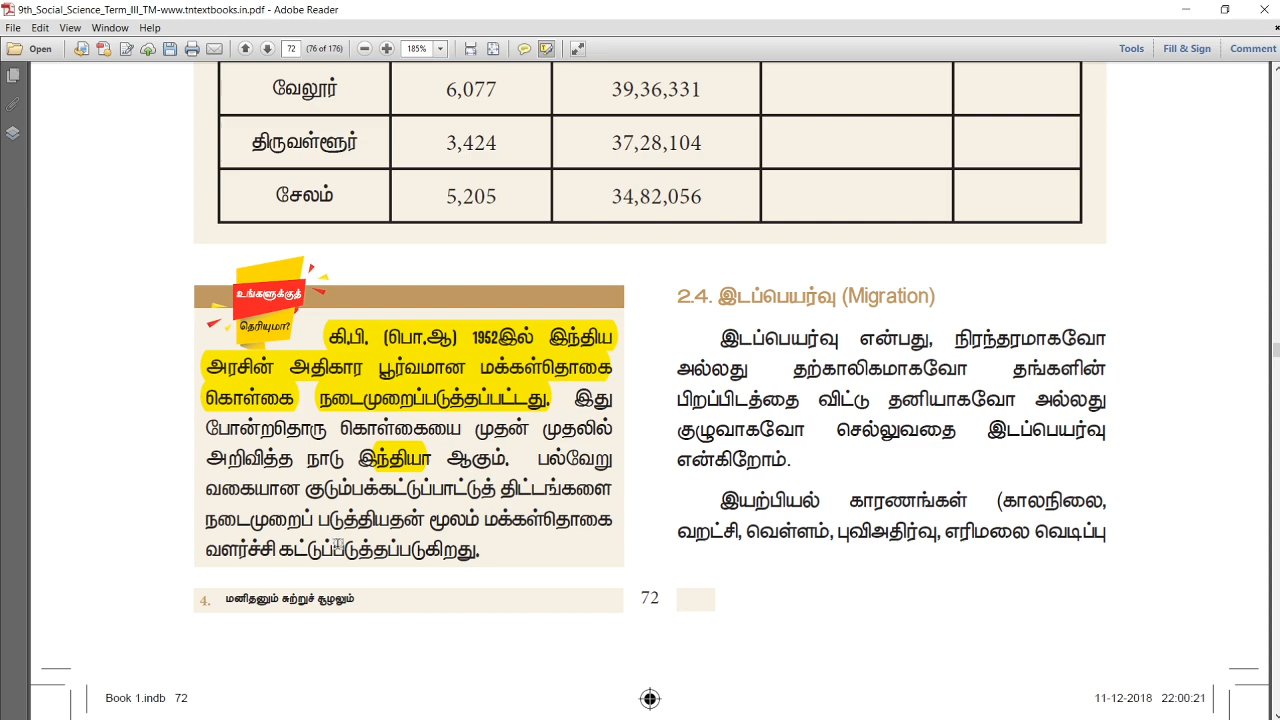 9th_Social_Science_Term_III_TM-www.tntextbooks.in.pdf - Adobe Reader
File Edit View Window Help
Open 72 (76 of 176) 185% Tools Fill & Sign Comment
வேலூர் 6,077 39,36,331
திருவள்ளூர் 3,424 37,28,104
சேலம் 5,205 34,82,056
உங்களுக்குத்
தெரியுமா?
கி.பி. (பொ.ஆ) 1952இல் இந்திய
அரசின் அதிகார பூர்வமான மக்கள்தொகை
கொள்கை நடைமுறைப்படுத்தப்பட்டது. இது
போன்றதொரு கொள்கையை முதன் முதலில்
அறிவித்த நாடு இந்தியா ஆகும். பல்வேறு
வகையான குடும்பக்கட்டுப்பாட்டுத் திட்டங்களை
நடைமுறைப் படுத்தியதன் மூலம் மக்கள்தொகை
வளர்ச்சி கட்டுப்படுத்தப்படுகிறது.
2.4. இடப்பெயர்வு (Migration)
இடப்பெயர்வு என்பது, நிரந்தரமாகவோ
அல்லது தற்காலிகமாகவோ தங்களின்
பிறப்பிடத்தை விட்டு தனியாகவோ அல்லது
குழுவாகவோ செல்லுவதை இடப்பெயர்வு
என்கிறோம்.
இயற்பியல் காரணங்கள் (காலநிலை,
வறட்சி, வெள்ளம், புவிஅதிர்வு, எரிமலை வெடிப்பு
4. மனிதனும் சுற்றுச் சூழலும் 72
Book 1.indb 72 11-12-2018 22:00:21